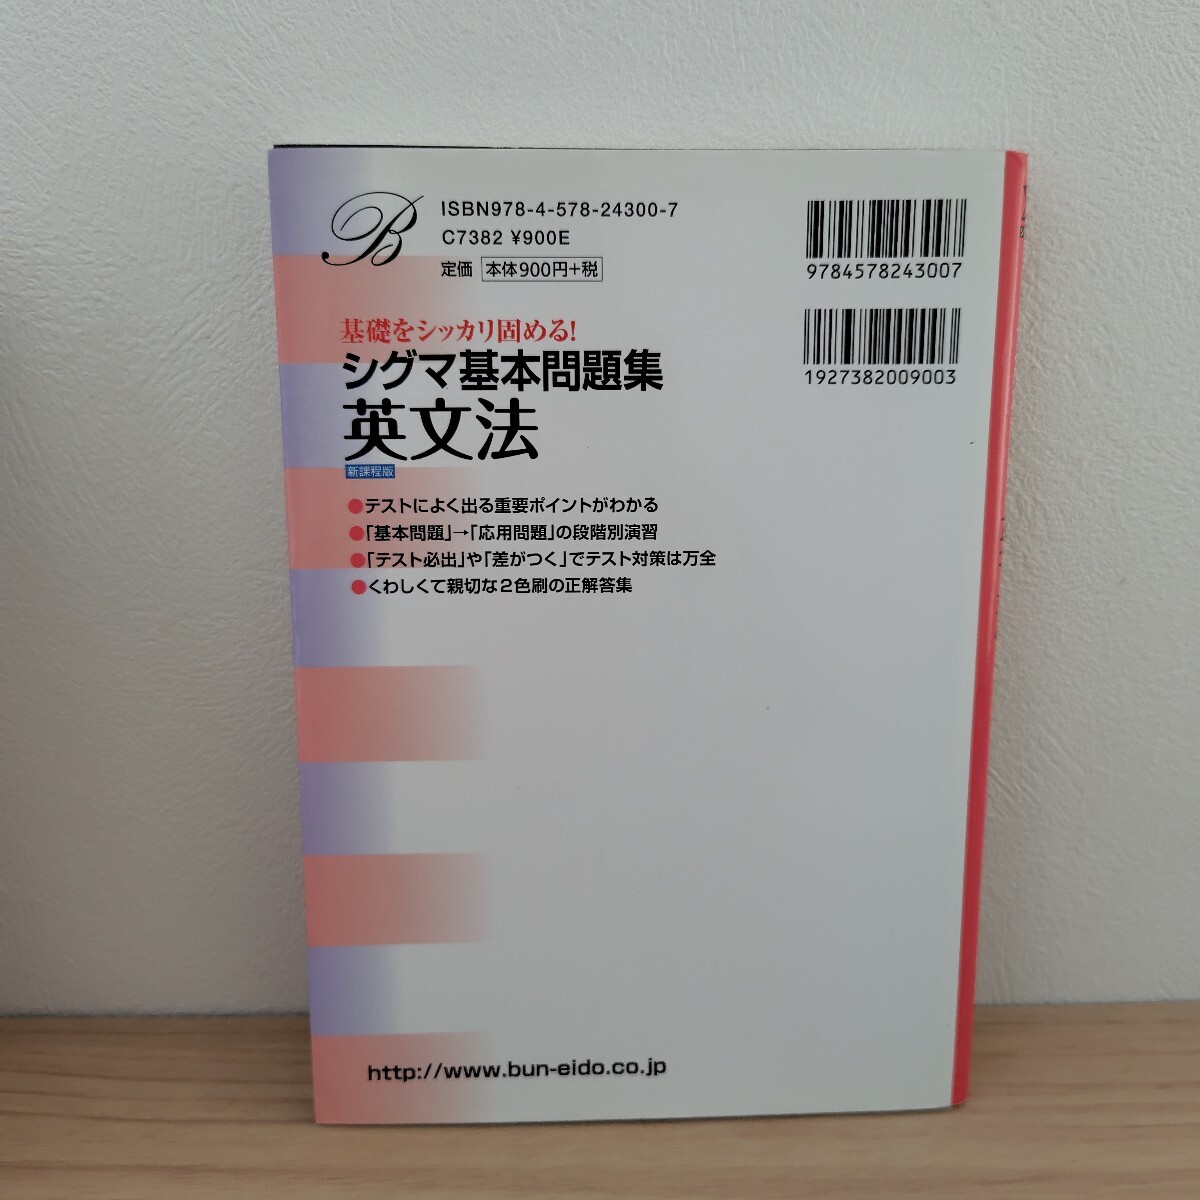 B
ISBN978-4-578-24300-7
C7382 ¥900E
定価 本体900円+税
9784578243007
1927382009003
基礎をシッカリ固める!
シグマ基本問題集
英文法
新課程版
●テストによく出る重要ポイントがわかる
●「基本問題」→「応用問題」の段階別演習
●「テスト必出」や「差がつく」でテスト対策は万全
●くわしくて親切な2色刷の正解答集
http://www.bun-eido.co.jp